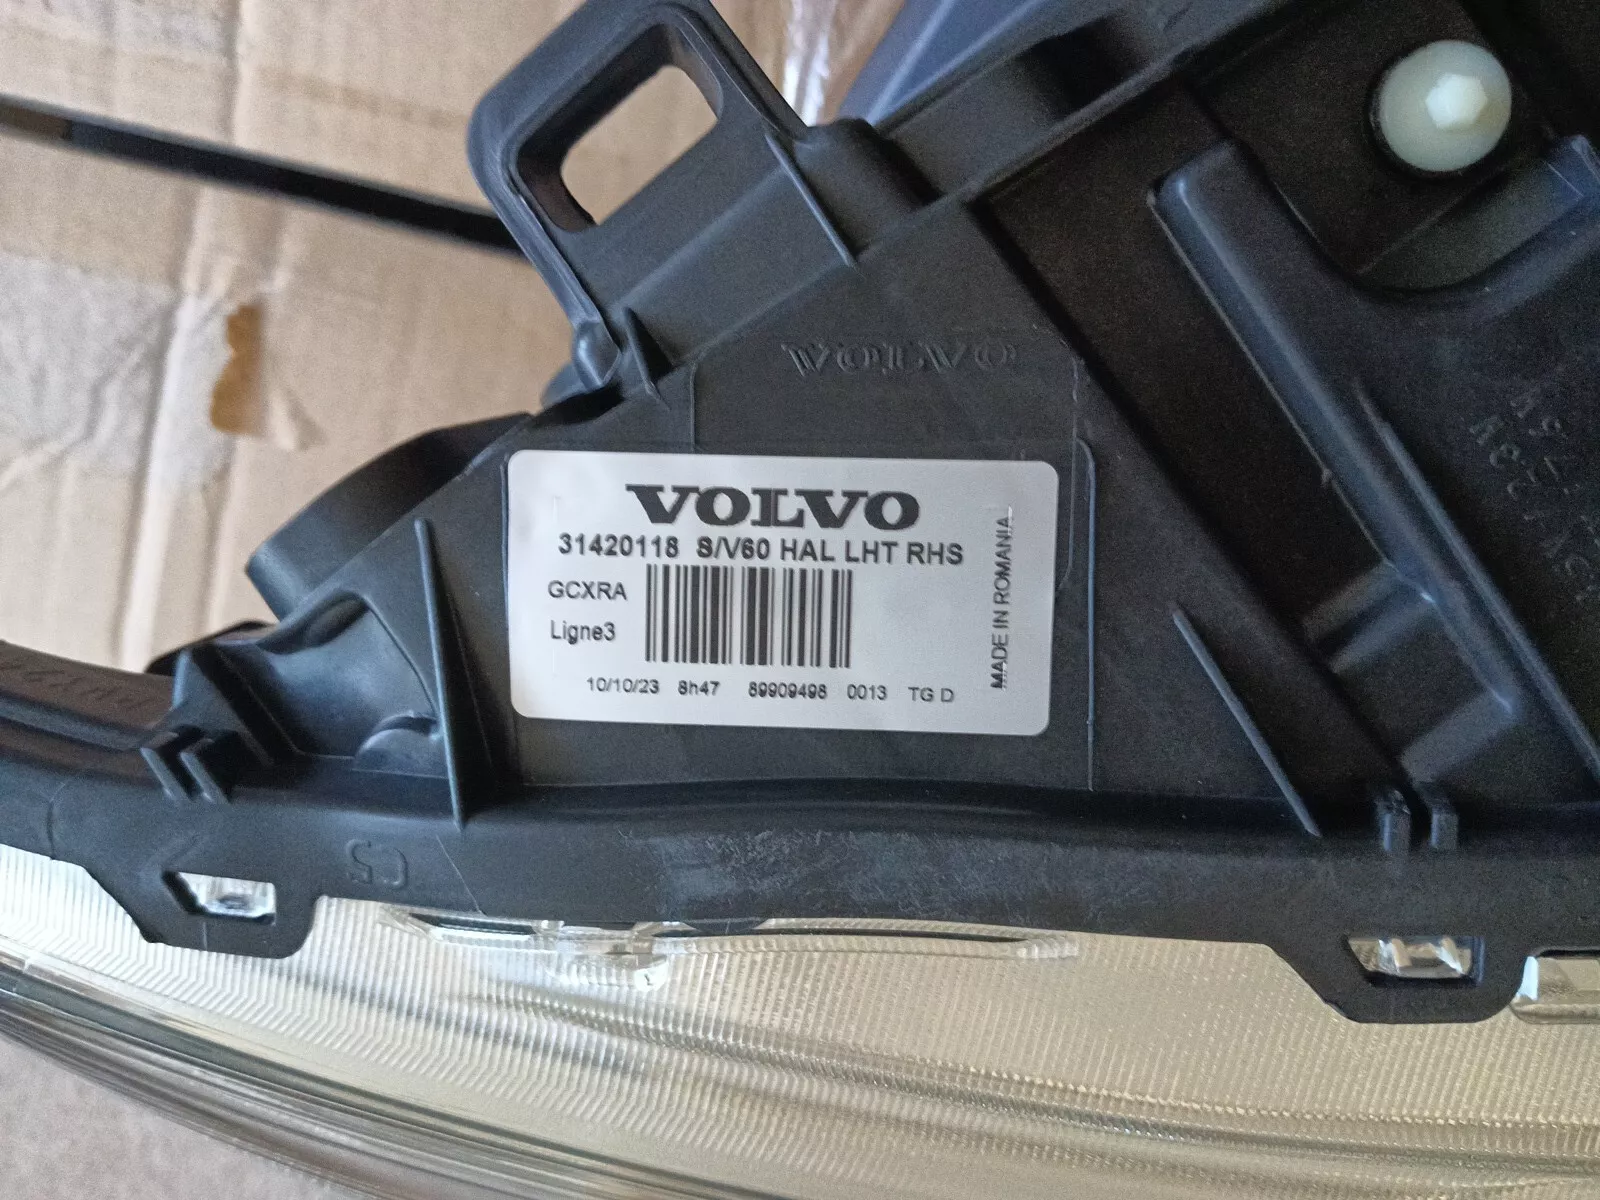 VOLVO
VOLVO
31420118 S/V60 HAL LHT RHS
GCXRA
Ligne3
10/10/23 8h47 89909498 0013 TG D
MADE IN ROMANIA